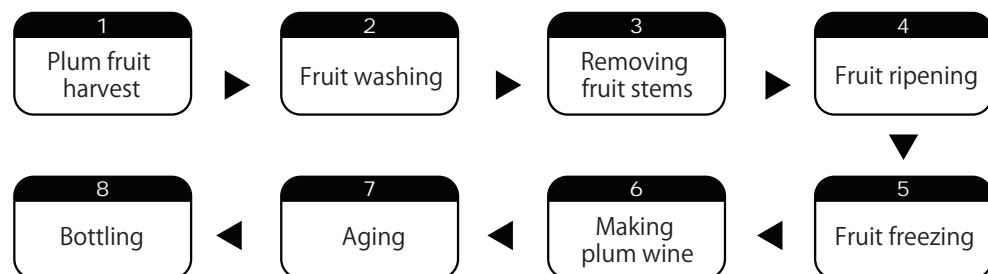 1
Plum fruit
harvest
2
Fruit washing
3
Removing
fruit stems
4
Fruit ripening
5
Fruit freezing
6
Making
plum wine
7
Aging
8
Bottling